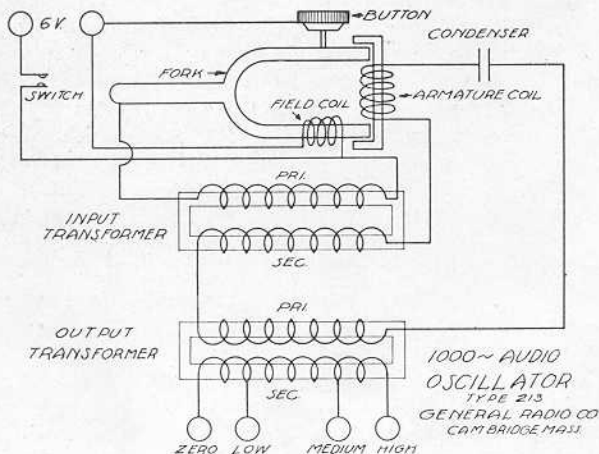 6 V.
BUTTON
CONDENSER
FORK
SWITCH
FIELD COIL
ARMATURE COIL
PRI.
INPUT
TRANSFORMER
SEC.
PRI.
OUTPUT
TRANSFORMER
SEC.
1000~ AUDIO
OSCILLATOR
TYPE 213
GENERAL RADIO CO
CAMBRIDGE MASS.
ZERO LOW MEDIUM HIGH